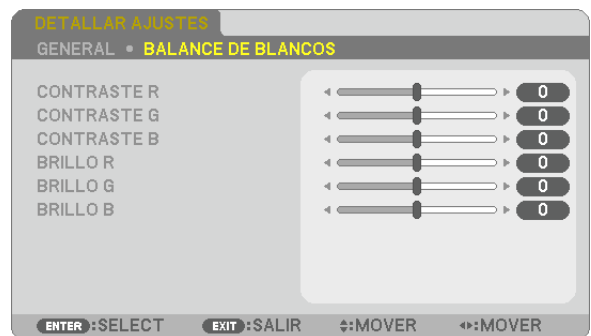 DETALLAR AJUSTES
GENERAL • BALANCE DE BLANCOS
CONTRASTE R 0
CONTRASTE G 0
CONTRASTE B 0
BRILLO R 0
BRILLO G 0
BRILLO B 0
ENTER :SELECT EXIT :SALIR :MOVER :MOVER